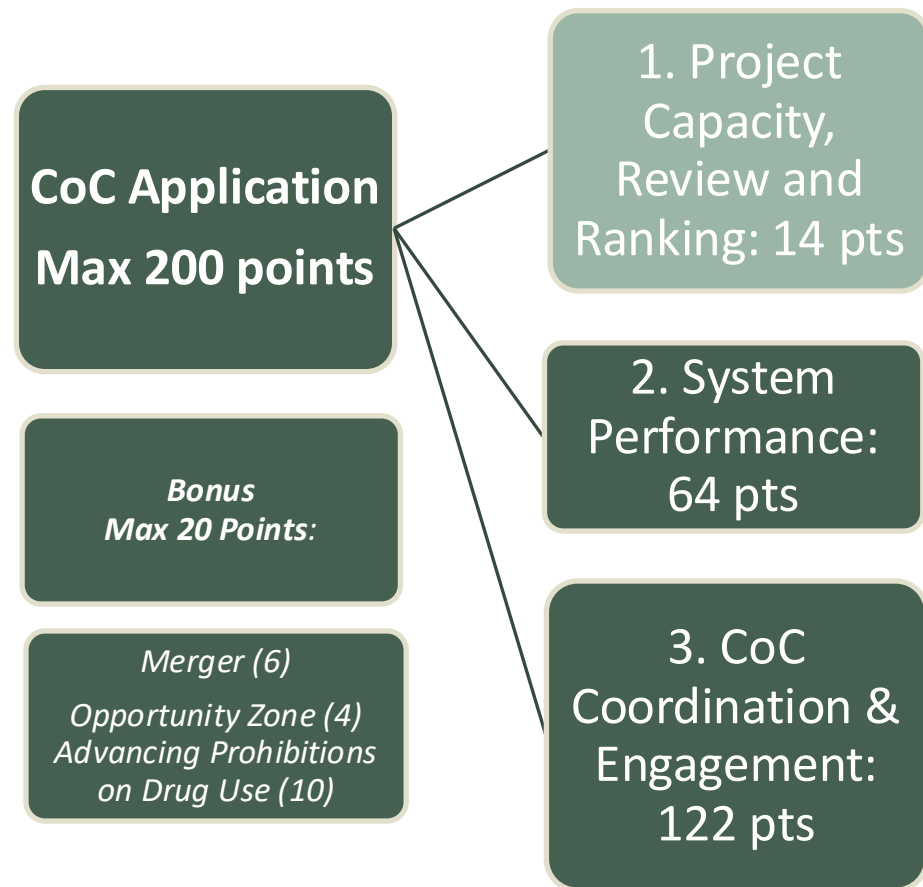 CoC Application
Max 200 points
Bonus
Max 20 Points:
Merger (6)
Opportunity Zone (4)
Advancing Prohibitions
on Drug Use (10)
1. Project
Capacity,
Review and
Ranking: 14 pts
2. System
Performance:
64 pts
3. CoC
Coordination &
Engagement:
122 pts